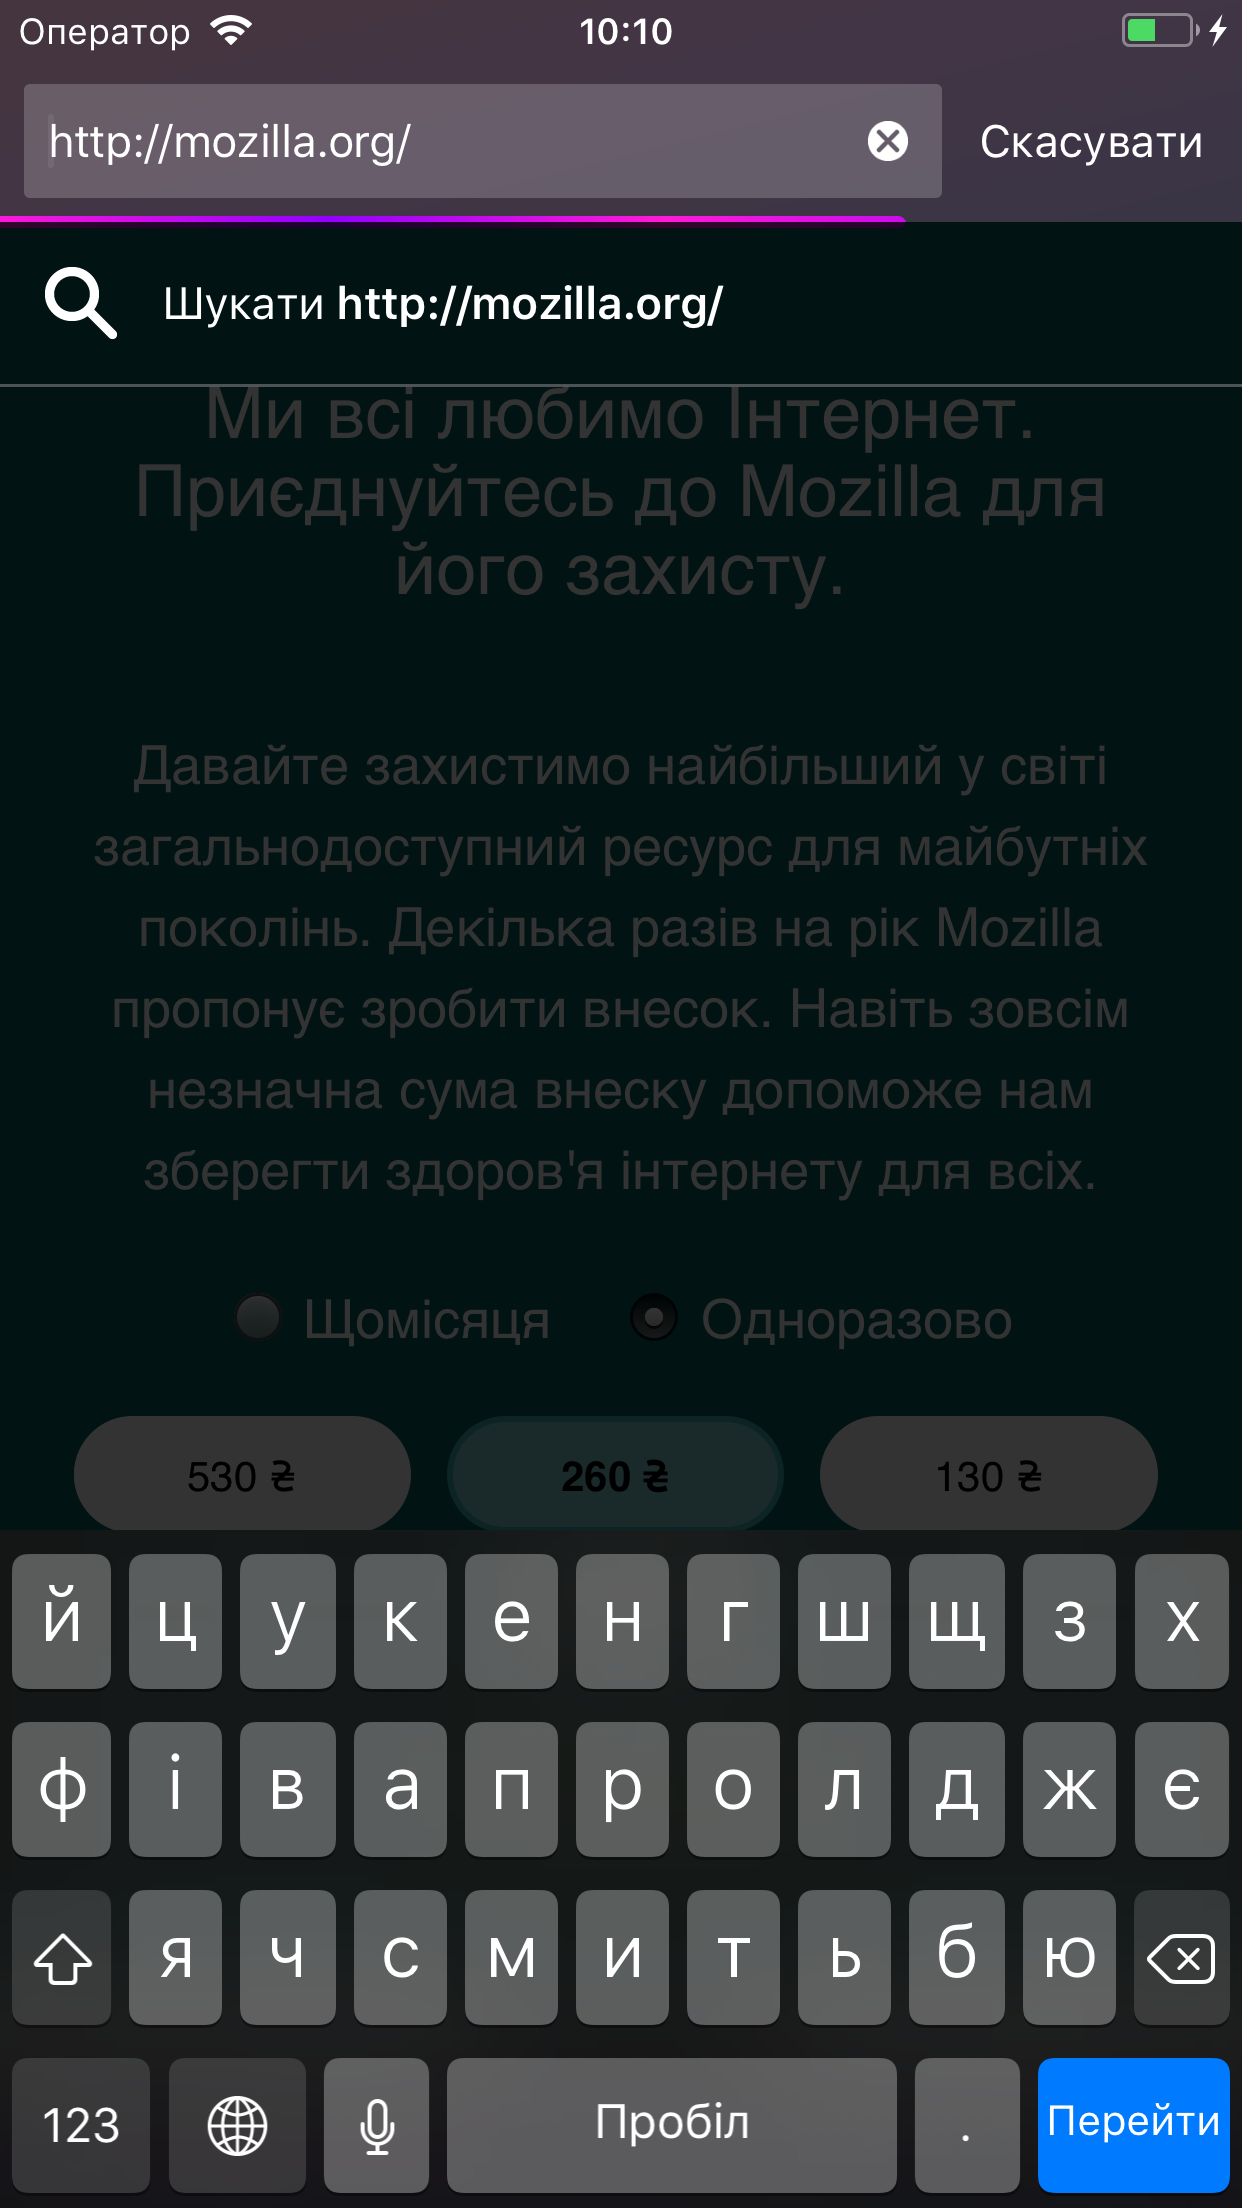 Оператор 10:10
http://mozilla.org/ Скасувати
Шукати http://mozilla.org/
Ми всі любимо Інтернет.
Приєднуйтесь до Mozilla для
його захисту.
Давайте захистимо найбільший у світі
загальнодоступний ресурс для майбутніх
поколінь. Декілька разів на рік Mozilla
пропонує зробити внесок. Навіть зовсім
незначна сума внеску допоможе нам
зберегти здоров'я інтернету для всіх.
Щомісяця Одноразово
530 ₴ 260 ₴ 130 ₴
й ц у к е н г ш щ з х
ф і в а п р о л д ж є
я ч с м и т ь б ю
123 Пробіл . Перейти